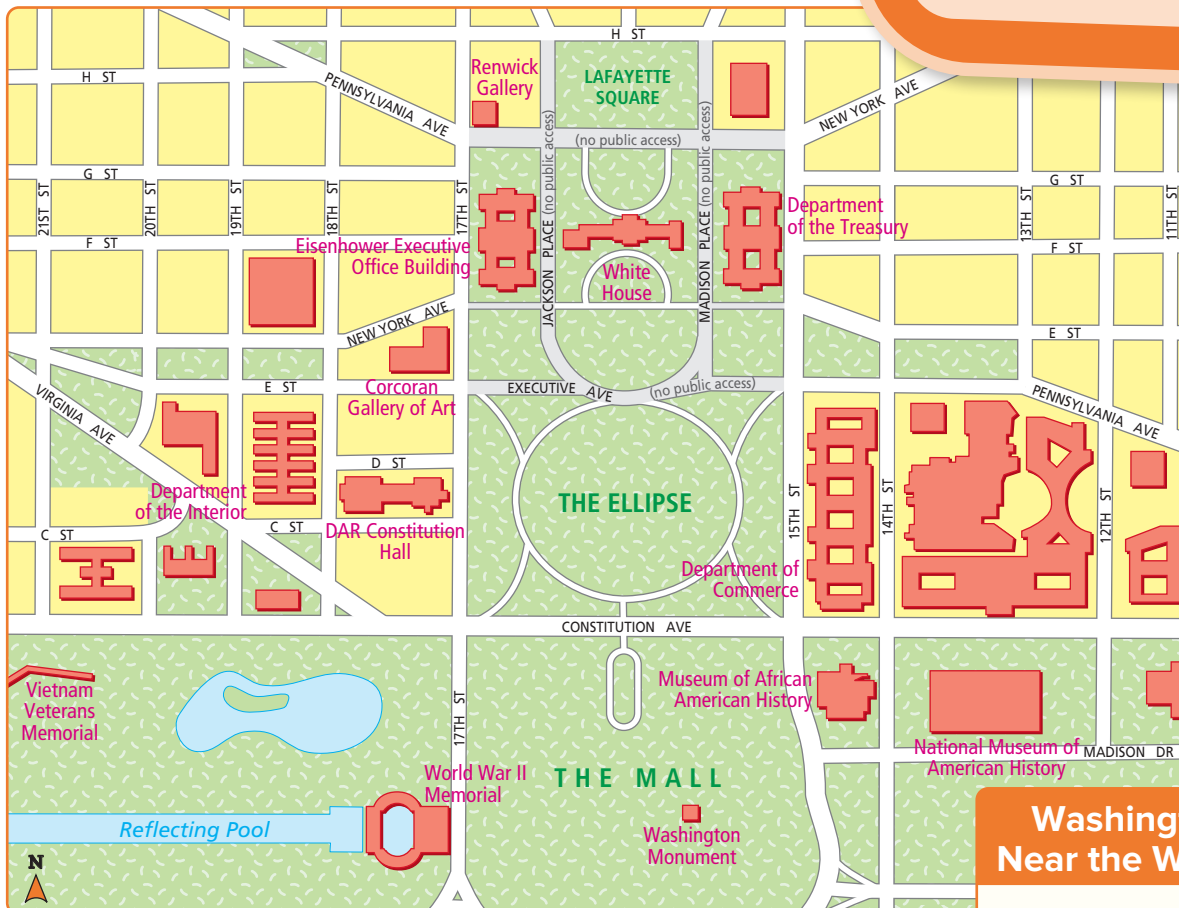 H ST
H ST
Renwick
Gallery
LAFAYETTE
SQUARE
PENNSYLVANIA AVE
NEW YORK AVE
(no public access)
JACKSON PLACE (no public access)
MADISON PLACE (no public access)
G ST
G ST
21ST ST
20TH ST
19TH ST
18TH ST
17TH ST
13TH ST
11TH ST
Department
of the Treasury
F ST
F ST
Eisenhower Executive
Office Building
White
House
NEW YORK AVE
E ST
Corcoran
Gallery of Art
E ST
EXECUTIVE AVE
(no public access)
VIRGINIA AVE
PENNSYLVANIA AVE
D ST
Department
of the Interior
THE ELLIPSE
15TH ST
14TH ST
12TH ST
C ST
C ST
DAR Constitution
Hall
Department of
Commerce
CONSTITUTION AVE
Vietnam
Veterans
Memorial
17TH ST
Museum of African
American History
National Museum of
American History
MADISON DR
World War II
Memorial
THE MALL
Reflecting Pool
Washington
Monument
N
Washing
Near the W